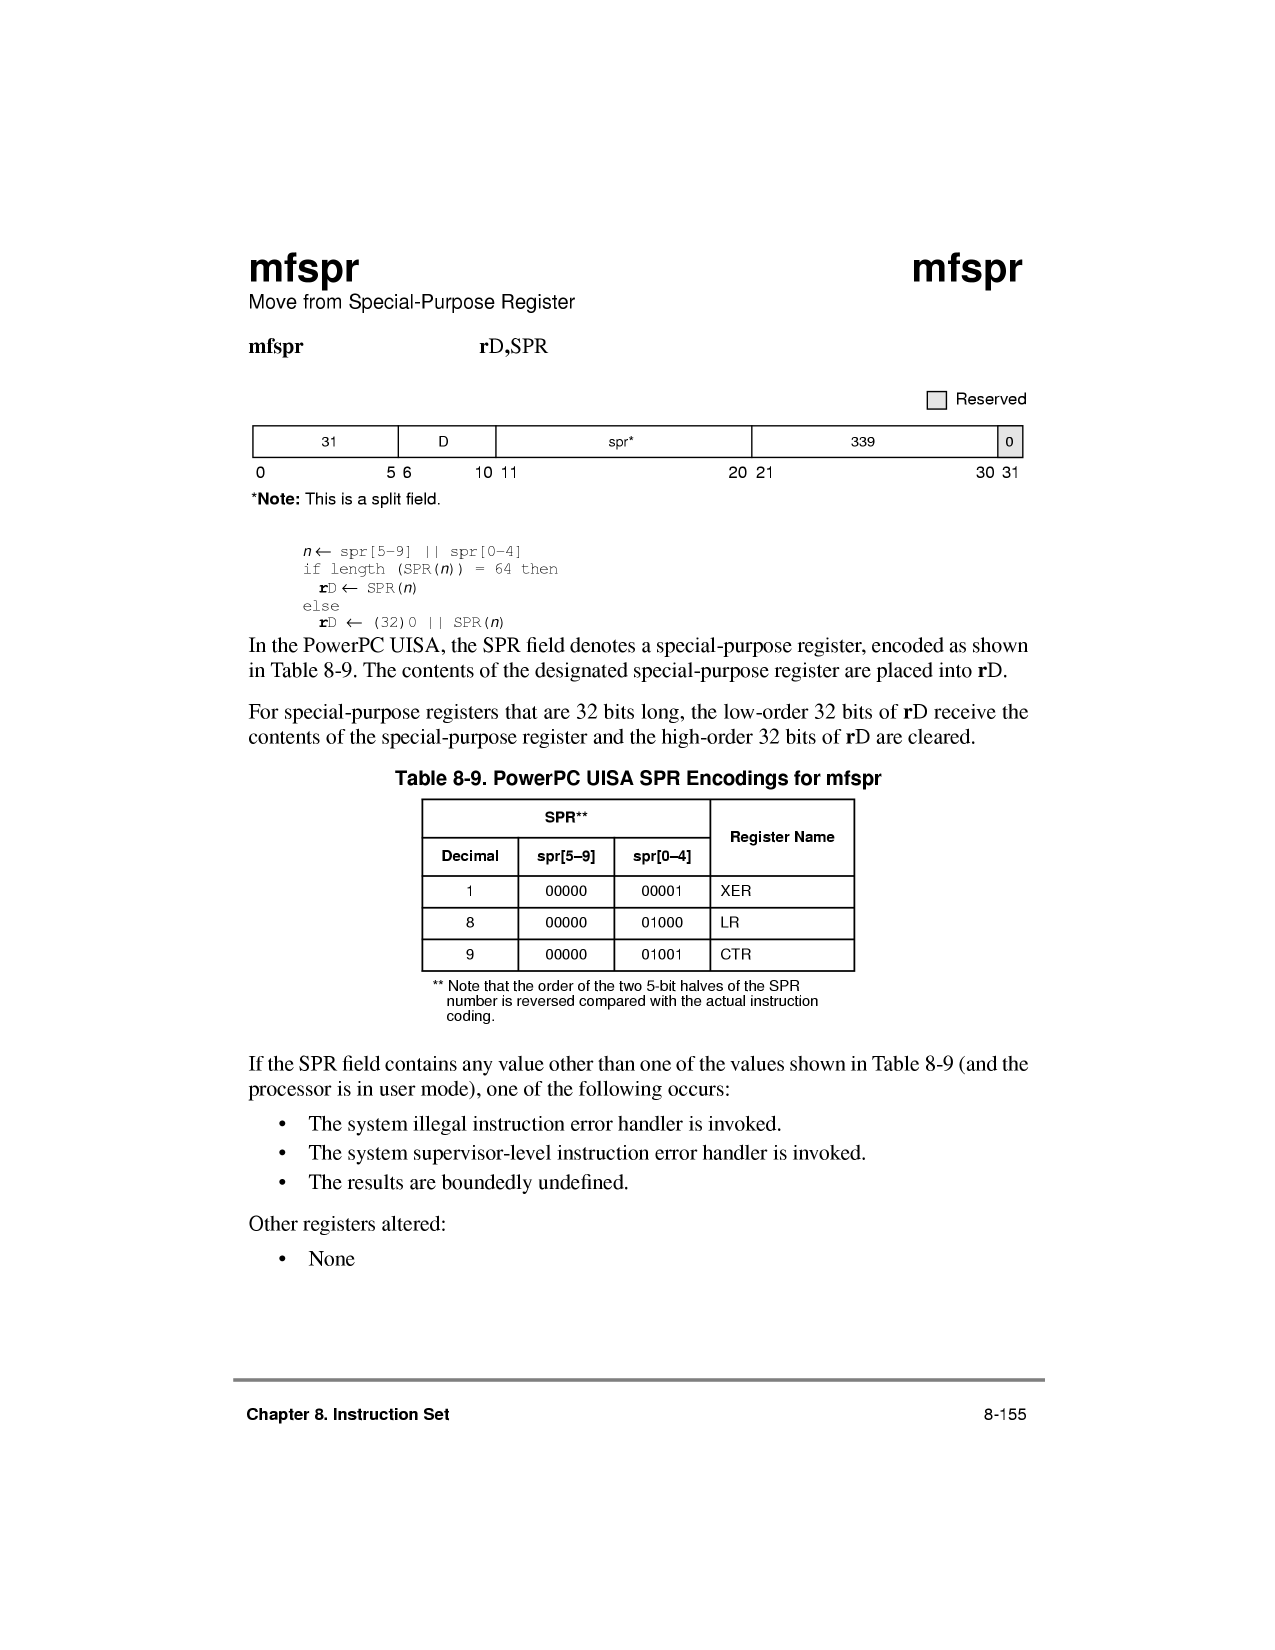 mfspr mfspr
Move from Special-Purpose Register
mfspr rD,SPR
Reserved
31 D spr* 339 0
0 5 6 10 11 20 21 30 31
*Note: This is a split field.
n ← spr[5–9] || spr[0–4]
if length (SPR(n)) = 64 then
rD ← SPR(n)
else
rD ← (32)0 || SPR(n)
In the PowerPC UISA, the SPR field denotes a special-purpose register, encoded as shown
in Table 8-9. The contents of the designated special-purpose register are placed into rD.
For special-purpose registers that are 32 bits long, the low-order 32 bits of rD receive the
contents of the special-purpose register and the high-order 32 bits of rD are cleared.
Table 8-9. PowerPC UISA SPR Encodings for mfspr
SPR**
Register Name
Decimal spr[5–9] spr[0–4]
1 00000 00001 XER
8 00000 01000 LR
9 00000 01001 CTR
** Note that the order of the two 5-bit halves of the SPR
number is reversed compared with the actual instruction
coding.
If the SPR field contains any value other than one of the values shown in Table 8-9 (and the
processor is in user mode), one of the following occurs:
• The system illegal instruction error handler is invoked.
• The system supervisor-level instruction error handler is invoked.
• The results are boundedly undefined.
Other registers altered:
• None
Chapter 8. Instruction Set 8-155